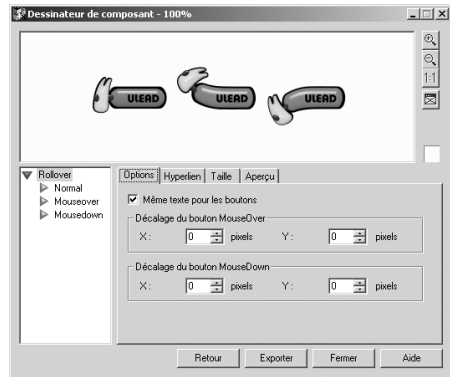 Dessinateur de composant - 100%
ULEAD ULEAD ULEAD
1:1
Rollover
Normal
Mouseover
Mousedown
Options Hyperlien Taille Aperçu
Même texte pour les boutons
Décalage du bouton MouseOver
X: 0 pixels Y: 0 pixels
Décalage du bouton MouseDown
X: 0 pixels Y: 0 pixels
Retour Exporter Fermer Aide